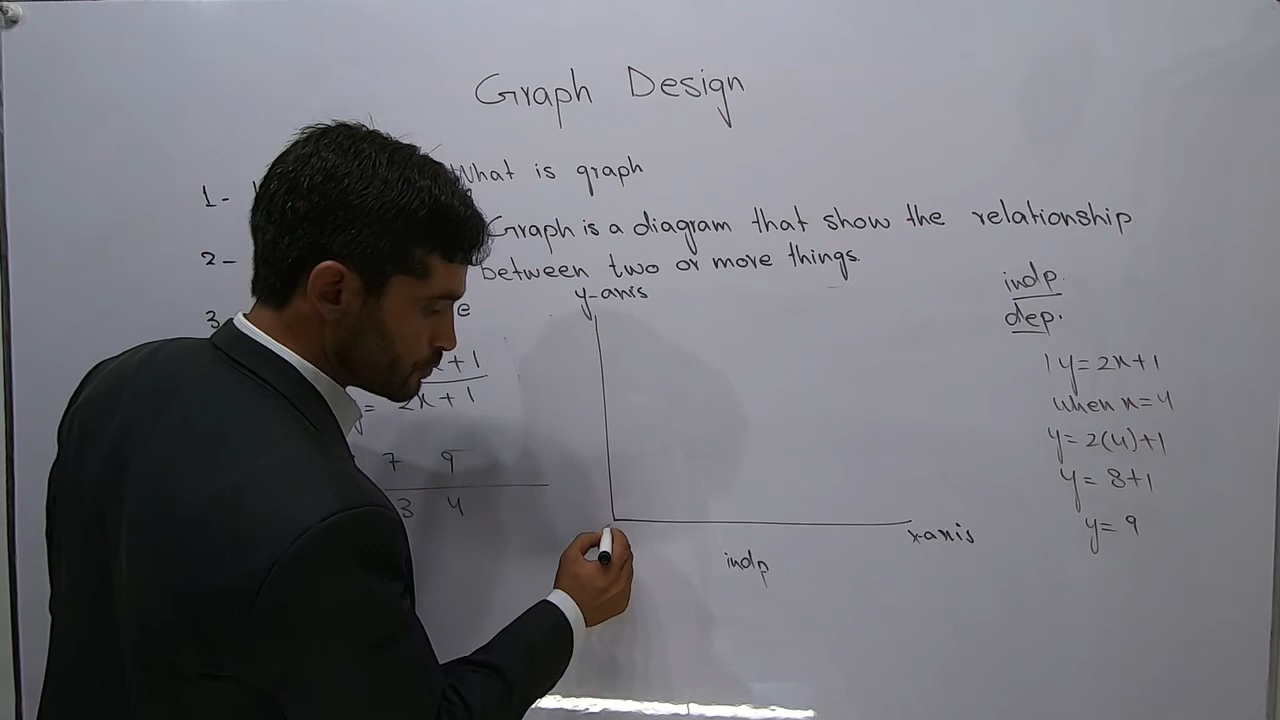 Graph Design
1-
What is graph
Graph is a diagram that show the relationship
2-
between two or more things.
3
e
y-axis
indp.
dep.
x+1
= 2x+1
7 9
3 4
x-axis
indp
y=2x+1
when x=4
y=2(4)+1
y= 8+1
y= 9